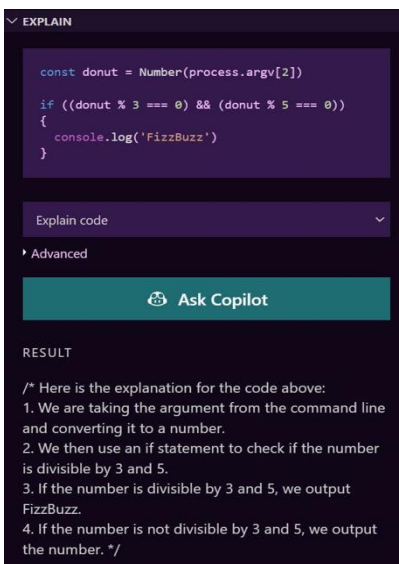 EXPLAIN
const donut = Number(process.argv[2])
if ((donut % 3 === 0) && (donut % 5 === 0))
{
console.log('FizzBuzz')
}
Explain code
Advanced
Ask Copilot
RESULT
/* Here is the explanation for the code above:
1. We are taking the argument from the command line
and converting it to a number.
2. We then use an if statement to check if the number
is divisible by 3 and 5.
3. If the number is divisible by 3 and 5, we output
FizzBuzz.
4. If the number is not divisible by 3 and 5, we output
the number. */